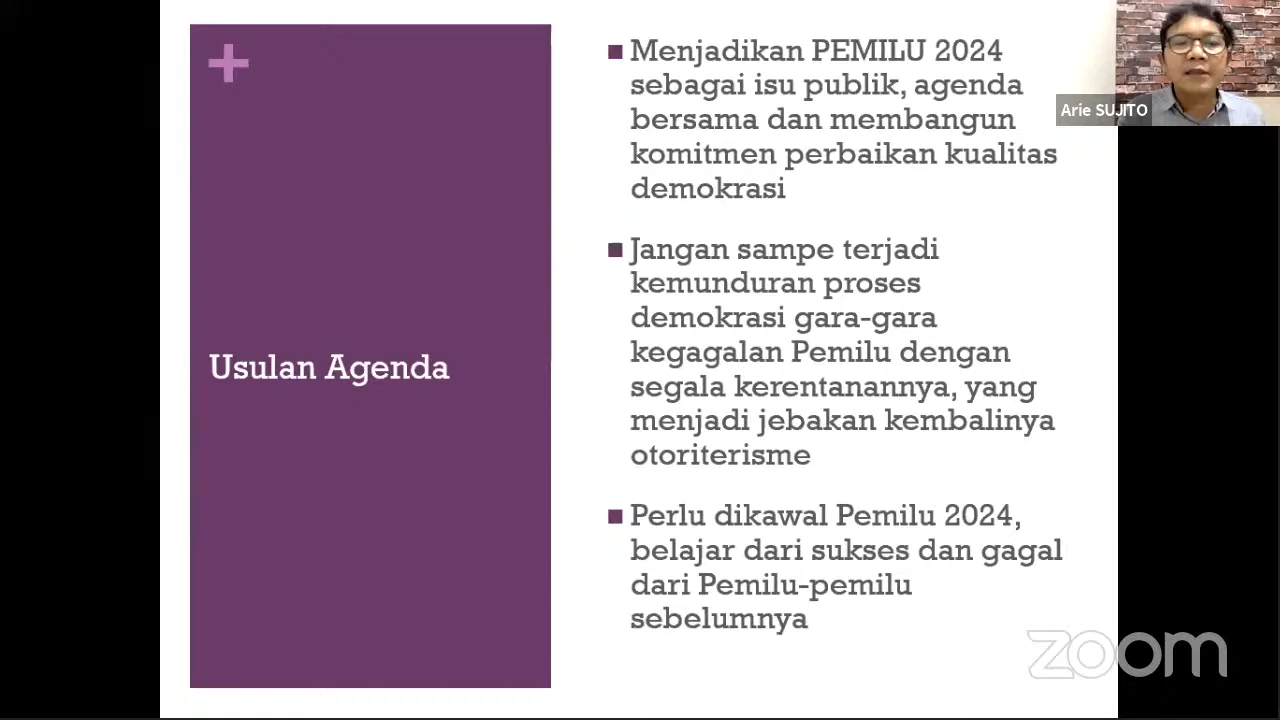 +
Usulan Agenda
■ Menjadikan PEMILU 2024
sebagai isu publik, agenda
bersama dan membangun
komitmen perbaikan kualitas
demokrasi
■ Jangan sampe terjadi
kemunduran proses
demokrasi gara-gara
kegagalan Pemilu dengan
segala kerentanannya, yang
menjadi jebakan kembalinya
otoriterisme
■ Perlu dikawal Pemilu 2024,
belajar dari sukses dan gagal
dari Pemilu-pemilu
sebelumnya
Arie SUJITO
zoom